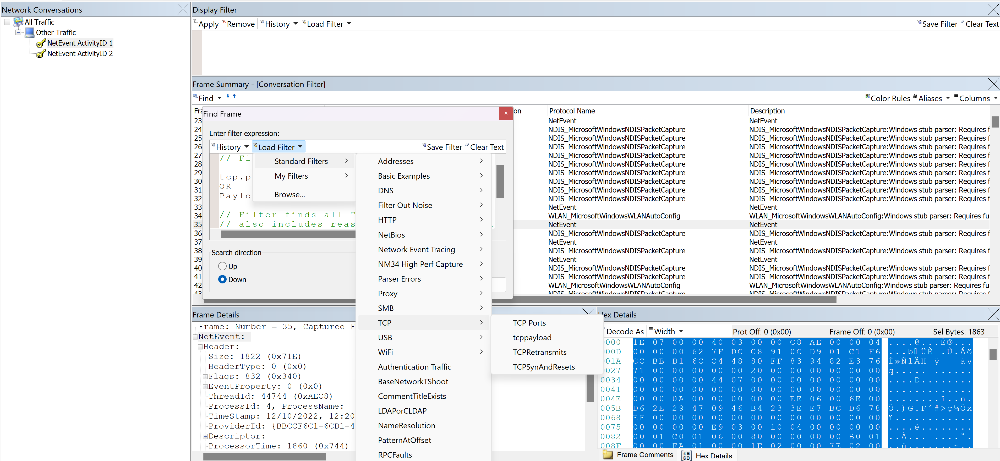 Network Conversations
All Traffic
Other Traffic
NetEvent ActivityID 1
NetEvent ActivityID 2
Display Filter
Apply Remove History Load Filter Save Filter Clear Text
Frame Summary - [Conversation Filter]
Find Color Rules Aliases Columns
Fra on Protocol Name Description
23 NetEvent NetEvent
24 NDIS_MicrosoftWindowsNDISPacketCapture NDIS_MicrosoftWindowsNDISPacketCapture:Windows stub parser: Requires f
25 NDIS_MicrosoftWindowsNDISPacketCapture NDIS_MicrosoftWindowsNDISPacketCapture:Windows stub parser: Requires f
26 NDIS_MicrosoftWindowsNDISPacketCapture NDIS_MicrosoftWindowsNDISPacketCapture:Windows stub parser: Requires f
27 NDIS_MicrosoftWindowsNDISPacketCapture NDIS_MicrosoftWindowsNDISPacketCapture:Windows stub parser: Requires f
28 NDIS_MicrosoftWindowsNDISPacketCapture NDIS_MicrosoftWindowsNDISPacketCapture:Windows stub parser: Requires f
29 NDIS_MicrosoftWindowsNDISPacketCapture NDIS_MicrosoftWindowsNDISPacketCapture:Windows stub parser: Requires f
30 NDIS_MicrosoftWindowsNDISPacketCapture NDIS_MicrosoftWindowsNDISPacketCapture:Windows stub parser: Requires f
31 NDIS_MicrosoftWindowsNDISPacketCapture NDIS_MicrosoftWindowsNDISPacketCapture:Windows stub parser: Requires f
32 NDIS_MicrosoftWindowsNDISPacketCapture NDIS_MicrosoftWindowsNDISPacketCapture:Windows stub parser: Requires f
33 NetEvent NetEvent
34 WLAN_MicrosoftWindowsWLANAutoConfig WLAN_MicrosoftWindowsWLANAutoConfig:Windows stub parser: Requires fu
35 NetEvent NetEvent
36 NDIS_MicrosoftWindowsNDISPacketCapture NDIS_MicrosoftWindowsNDISPacketCapture:Windows stub parser: Requires f
37 NetEvent NetEvent
38 NDIS_MicrosoftWindowsNDISPacketCapture NDIS_MicrosoftWindowsNDISPacketCapture:Windows stub parser: Requires f
39 NetEvent NetEvent
40 NDIS_MicrosoftWindowsNDISPacketCapture NDIS_MicrosoftWindowsNDISPacketCapture:Windows stub parser: Requires f
41 NDIS_MicrosoftWindowsNDISPacketCapture NDIS_MicrosoftWindowsNDISPacketCapture:Windows stub parser: Requires f
42 WLAN_MicrosoftWindowsWLANAutoConfig WLAN_MicrosoftWindowsWLANAutoConfig:Windows stub parser: Requires fu
Find Frame
Enter filter expression:
History Load Filter Save Filter Clear Text
// Fi
tcp.p
OR
Paylo
// Filter finds all T
// also includes reas
Search direction
Up
Down
Standard Filters
My Filters
Browse...
Addresses
Basic Examples
DNS
Filter Out Noise
HTTP
NetBios
Network Event Tracing
NM34 High Perf Capture
Parser Errors
Proxy
SMB
TCP
USB
WiFi
Authentication Traffic
BaseNetworkTShoot
CommentTitleExists
LDAPorCLDAP
NameResolution
PatternAtOffset
RPCFaults
TCP Ports
tcppayload
TCPRetransmits
TCPSynAndResets
Frame Details
Frame: Number = 35, Captured F
NetEvent:
Header:
Size: 1822 (0x71E)
HeaderType: 0 (0x0)
Flags: 832 (0x340)
EventProperty: 0 (0x0)
ThreadId: 44744 (0xAEC8)
ProcessId: 4, ProcessName:
TimeStamp: 12/10/2022, 12:20
ProviderId: {BBCCF6C1-6CD1-4
Descriptor:
ProcessorTime: 1860 (0x744)
Hex Details
Decode As Width Prot Off: 0 (0x00) Frame Off: 0 (0x00) Sel Bytes: 1863
000 1E 07 00 00 40 03 00 00 C8 AE 00 00 04 ....@...È®...
00D 00 00 00 62 7F DC C8 91 0C D9 01 C1 F6
001A CC BB D1 6C C4 48 80 FF 83 94 82 E3 76
0027 71 00 00 00 00 00 20 00 00 00 00 00 00 q..... ......
0034 00 00 00 00 44 07 00 00 00 00 00 00 00 ....D........
0041 00 00 00 00 00 00 00 00 00 00 00 00 00 .............
004E 00 00 0A 00 00 00 00 00 EE 06 00 6E 00 ........î..n.
005B D6 2E 29 47 09 46 B4 23 3E E7 BC D6 78 Ö.)G.F´#>ç¼Öx
0068 EF 00 00 00 00 00 00 00 00 00 00 00 00 ï............
0075 00 00 00 00 E9 03 00 10 04 00 00 00 00 ....é........
0082 00 01 C0 01 06 00 80 00 00 00 00 B0 01
008F 00 00 FA 01 00 00 1E 02 00 00 7E 02 00 ..ú.......~..
Frame Comments Hex Details